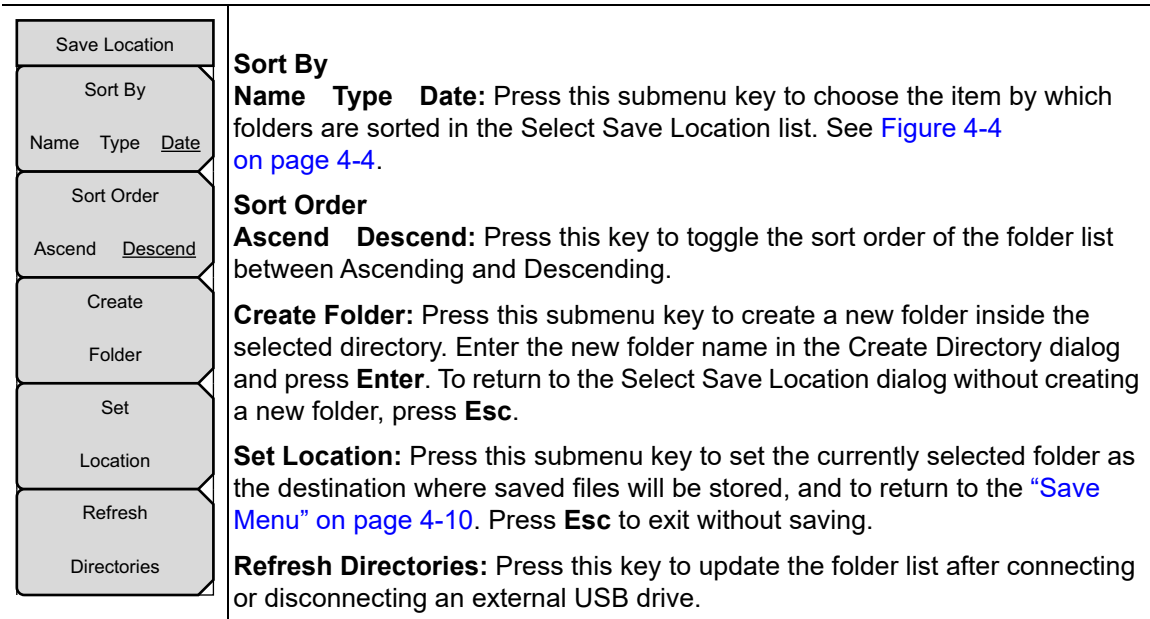 Save Location
Sort By
Name Type Date
Sort Order
Ascend Descend
Create
Folder
Set
Location
Refresh
Directories
Sort By
Name Type Date: Press this submenu key to choose the item by which
folders are sorted in the Select Save Location list. See Figure 4-4
on page 4-4.
Sort Order
Ascend Descend: Press this key to toggle the sort order of the folder list
between Ascending and Descending.
Create Folder: Press this submenu key to create a new folder inside the
selected directory. Enter the new folder name in the Create Directory dialog
and press Enter. To return to the Select Save Location dialog without creating
a new folder, press Esc.
Set Location: Press this submenu key to set the currently selected folder as
the destination where saved files will be stored, and to return to the “Save
Menu” on page 4-10. Press Esc to exit without saving.
Refresh Directories: Press this key to update the folder list after connecting
or disconnecting an external USB drive.